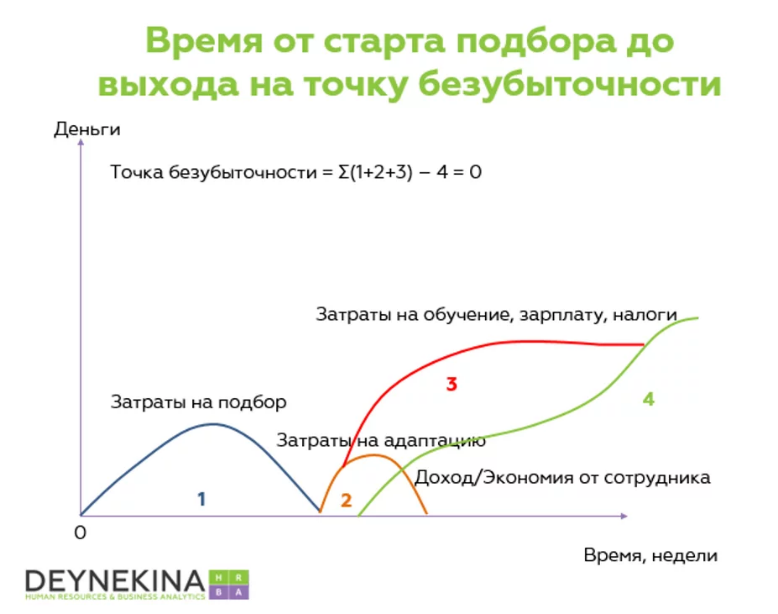 Время от старта подбора до
выхода на точку безубыточности
Деньги
Точка безубыточности = Σ(1+2+3) – 4 = 0
Затраты на обучение, зарплату, налоги
3
4
Затраты на подбор
Затраты на адаптацию
Доход/Экономия от сотрудника
1
2
0
Время, недели
DEYNEKINA HR BA
HUMAN RESOURCES & BUSINESS ANALYTICS